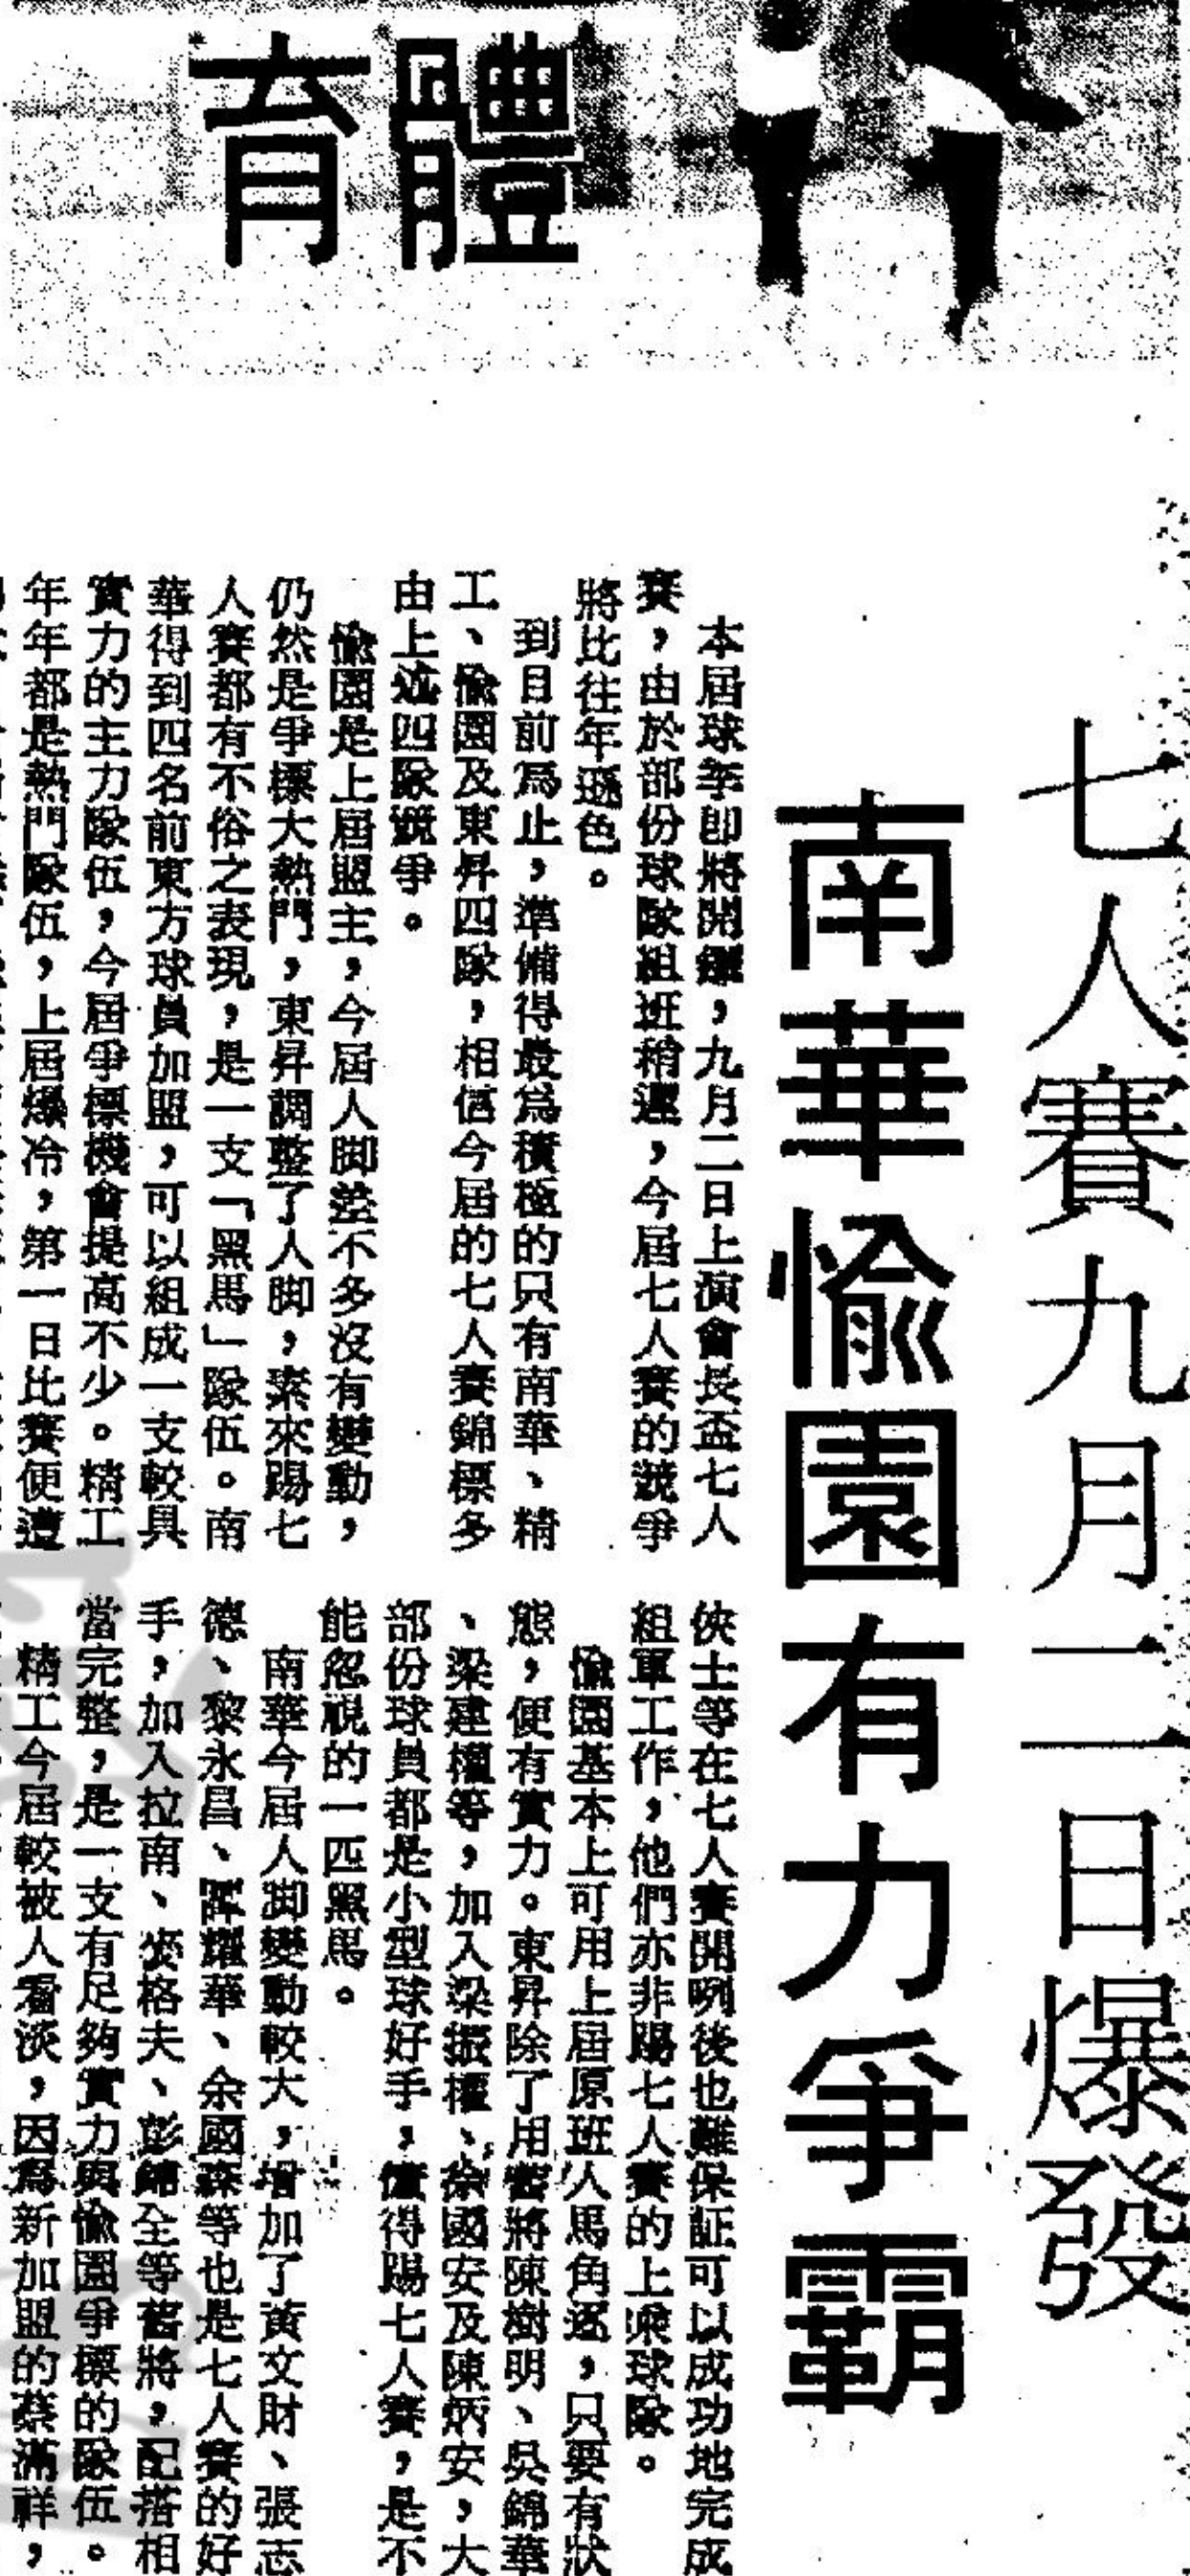 體育
七人賽九月二日爆發
南華愉園有力爭霸
本屆球季即將開鑼，九月二日上演會長盃七人
賽，由於部份球隊組班稍遲，今屆七人賽的競爭
將比往年遜色。
到目前為止，準備得最為積極的只有南華、精
工、愉園及東昇四隊，相信今屆的七人賽錦標多
由上述四隊競爭。
愉園是上屆盟主，今屆人脚差不多沒有變動，
仍然是爭標大熱門，東昇調整了人脚，素來踢七
人賽都有不俗之表現，是一支「黑馬」隊伍。南
華得到四名前東方球員加盟，可以組成一支較具
實力的主力隊伍，今屆爭標機會提高不少。精工
年年都是熱門隊伍，上屆爆冷，第一日比賽便遭
俠士等在七人賽開咧後也難保証可以成功地完成
組軍工作，他們亦非踢七人賽的上乘球隊。
愉園基本上可用上屆原班人馬角逐，只要有狀
態，便有實力。東昇除了用舊將陳樹明、吳錦華
、梁建權等，加入梁振權、徐國安及陳炳安，大
部份球員都是小型球好手，懂得踢七人賽，是不
能忽視的一匹黑馬。
南華今屆人脚變動較大，增加了黃文財、張志
德、黎永昌、霍耀華、余國森等也是七人賽的好
手，加入拉南、麥格夫、彭錦全等舊將，配搭相
當完整，是一支有足夠實力與愉園爭標的隊伍。
精工今屆較被人看淡，因為新加盟的蔡滿祥，